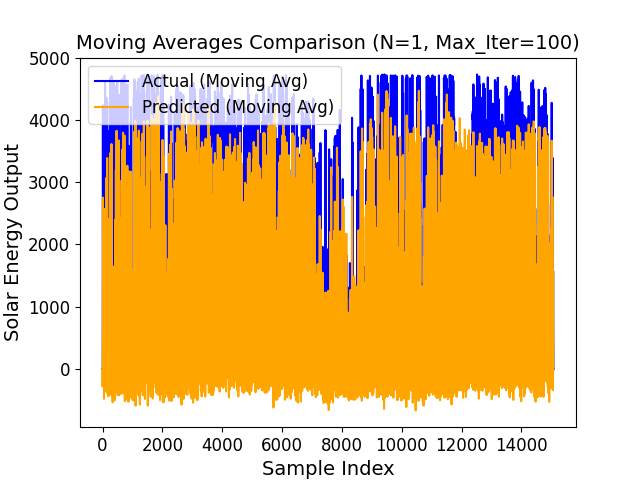 Moving Averages Comparison (N=1, Max_Iter=100)
Actual (Moving Avg)
Predicted (Moving Avg)
Solar Energy Output
5000
4000
3000
2000
1000
0
0
2000
4000
6000
8000
10000
12000
14000
Sample Index